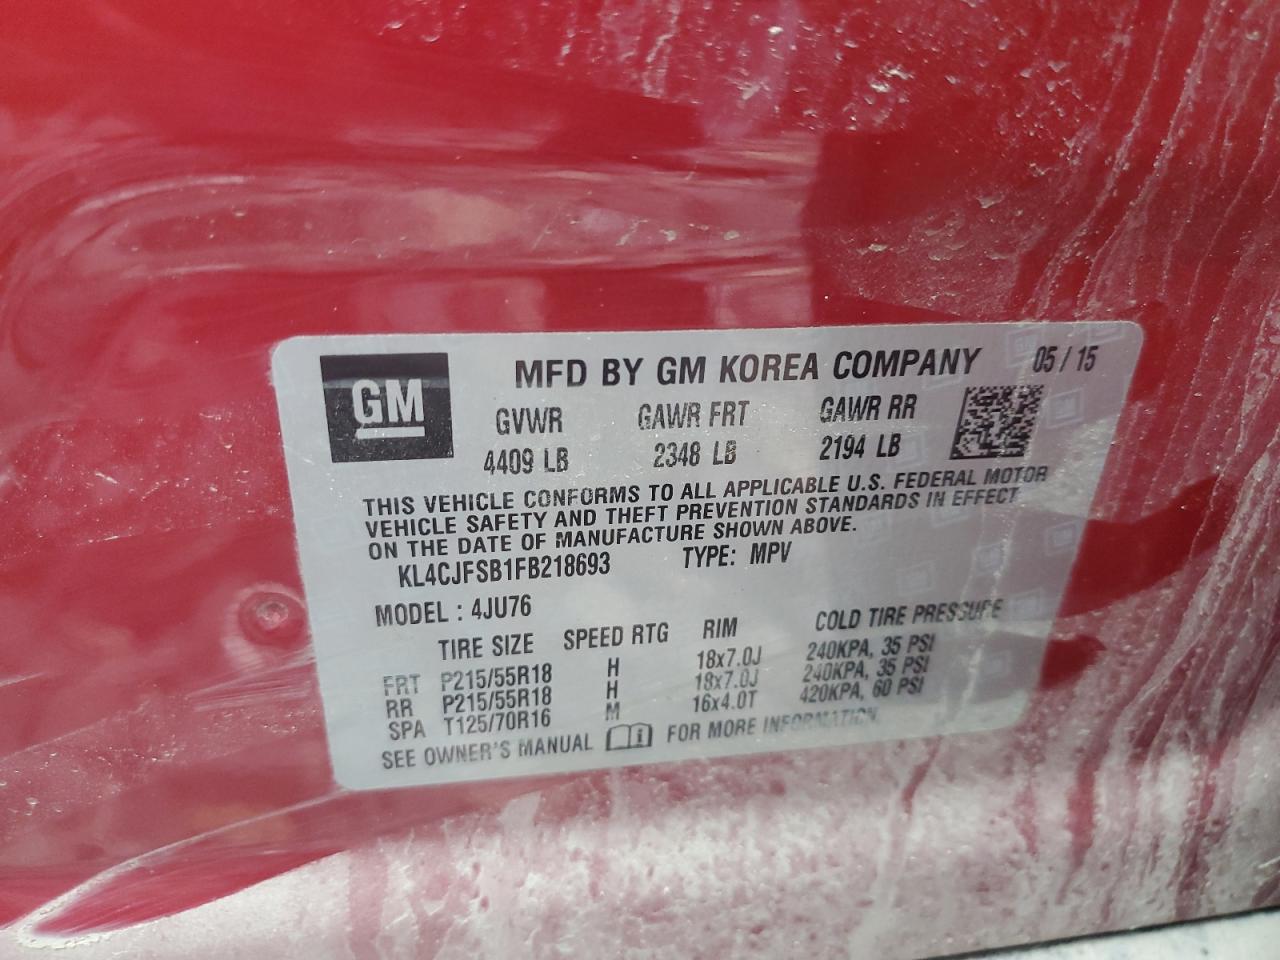 GM
MFD BY GM KOREA COMPANY 05/15
GVWR GAWR FRT GAWR RR
4409 LB 2348 LB 2194 LB
THIS VEHICLE CONFORMS TO ALL APPLICABLE U.S. FEDERAL MOTOR
VEHICLE SAFETY AND THEFT PREVENTION STANDARDS IN EFFECT
ON THE DATE OF MANUFACTURE SHOWN ABOVE.
KL4CJFSB1FB218693 TYPE: MPV
MODEL : 4JU76
TIRE SIZE SPEED RTG RIM COLD TIRE PRESSURE
FRT P215/55R18 H 18x7.0J 240KPA, 35 PSI
RR P215/55R18 H 18x7.0J 240KPA, 35 PSI
SPA T125/70R16 M 16x4.0T 420KPA, 60 PSI
SEE OWNER'S MANUAL FOR MORE INFORMATION